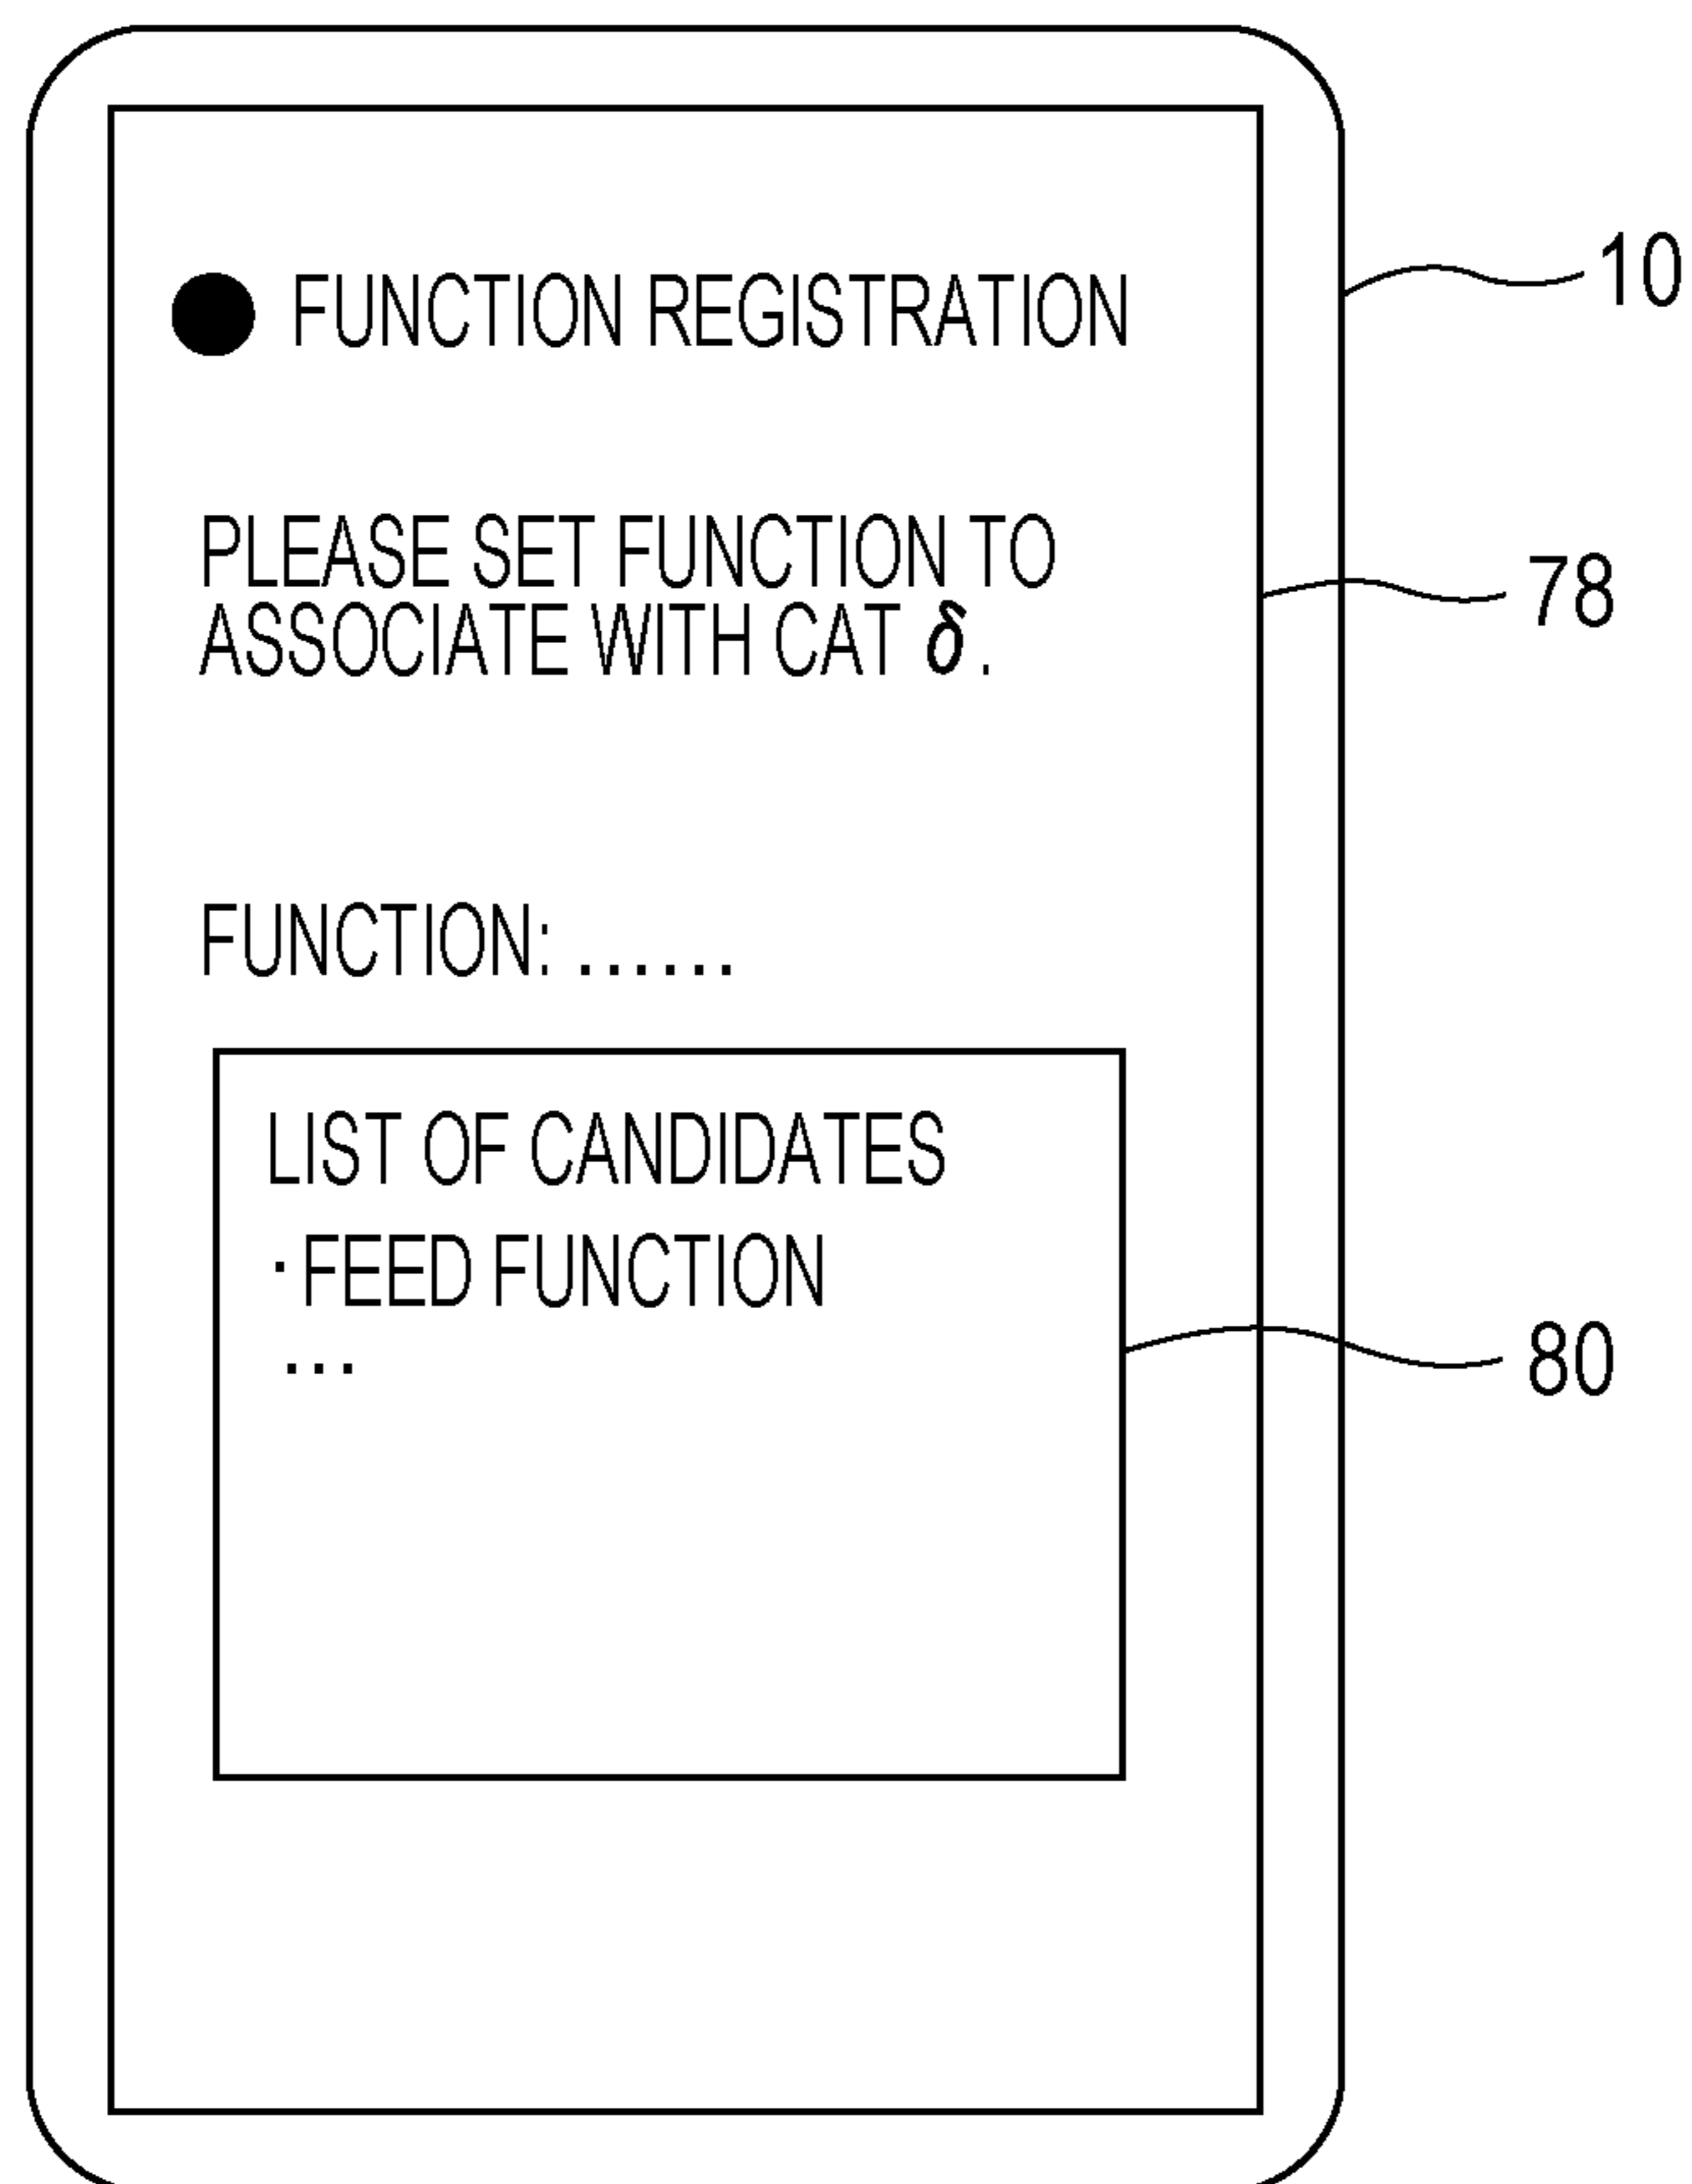 ● FUNCTION REGISTRATION
10
PLEASE SET FUNCTION TO
78
ASSOCIATE WITH CAT δ.
FUNCTION: ......
LIST OF CANDIDATES
·FEED FUNCTION
...
80